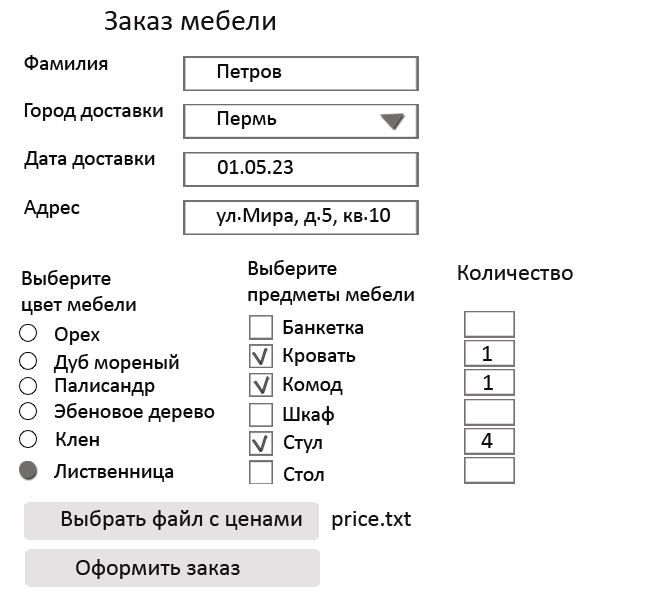 Заказ мебели
Фамилия Петров
Город доставки Пермь
Дата доставки 01.05.23
Адрес ул.Мира, д.5, кв.10
Выберите
цвет мебели
Орех
Дуб мореный
Палисандр
Эбеновое дерево
Клен
Лиственница
Выберите
предметы мебели
Количество
Банкетка
Кровать 1
Комод 1
Шкаф
Стул 4
Стол
Выбрать файл с ценами price.txt
Оформить заказ